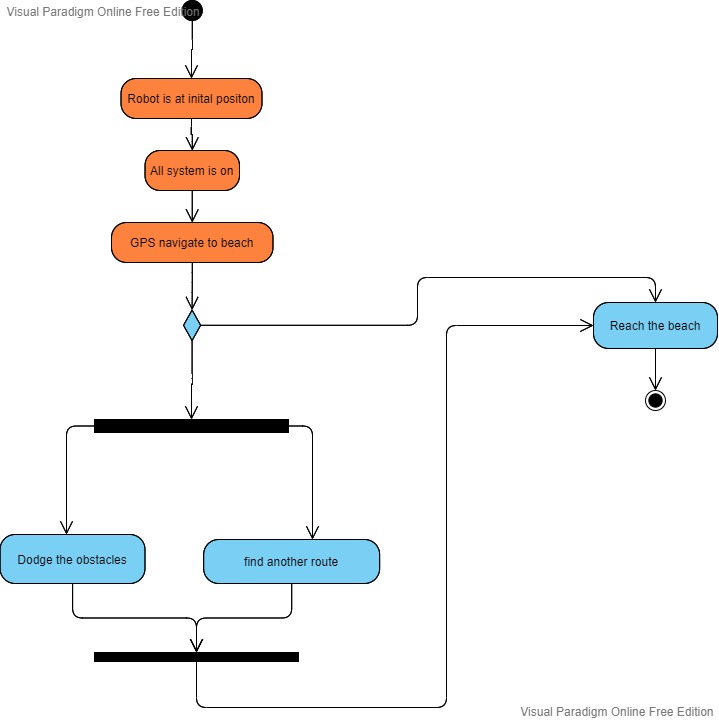 Visual Paradigm Online Free Edition
Robot is at inital positon
All system is on
GPS navigate to beach
Reach the beach
Dodge the obstacles
find another route
Visual Paradigm Online Free Edition